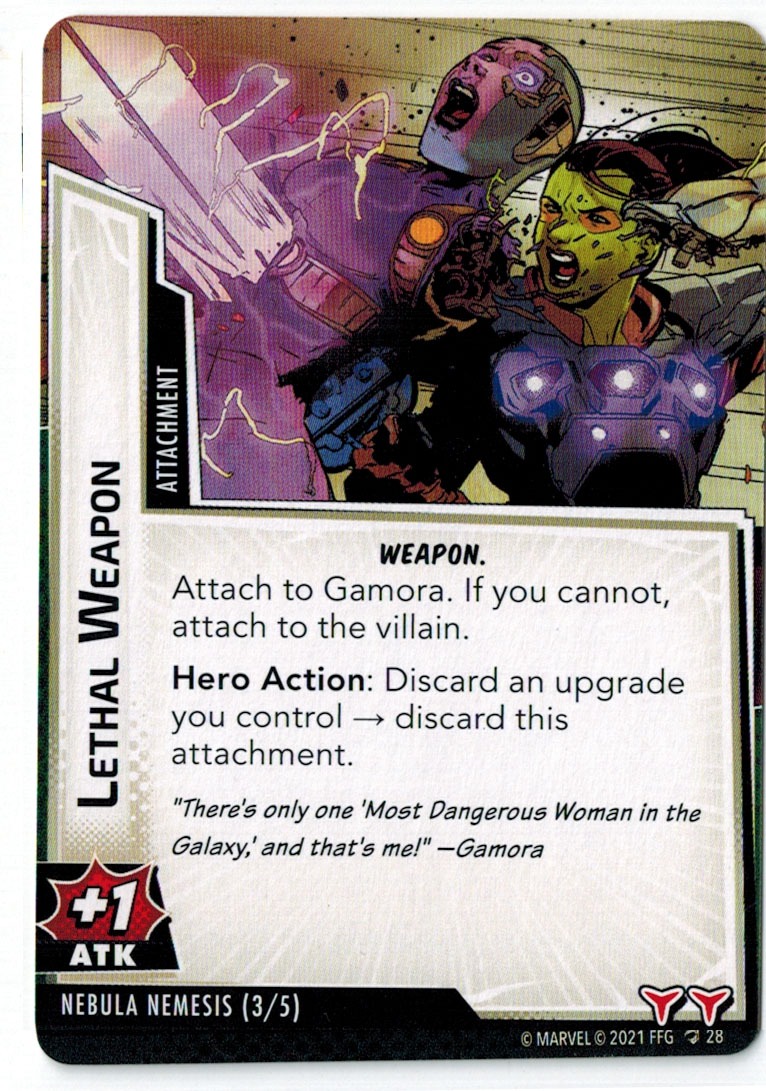 ATTACHMENT
LETHAL WEAPON
WEAPON.
Attach to Gamora. If you cannot,
attach to the villain.
Hero Action: Discard an upgrade
you control → discard this
attachment.
"There's only one 'Most Dangerous Woman in the
Galaxy,' and that's me!" —Gamora
+1
ATK
NEBULA NEMESIS (3/5)
© MARVEL © 2021 FFG 28